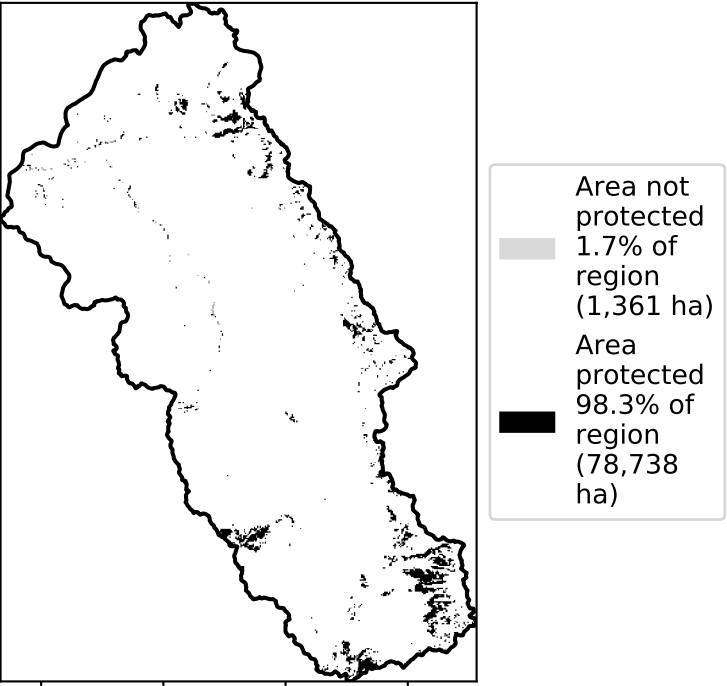 Area not
protected
1.7% of
region
(1,361 ha)
Area
protected
98.3% of
region
(78,738
ha)